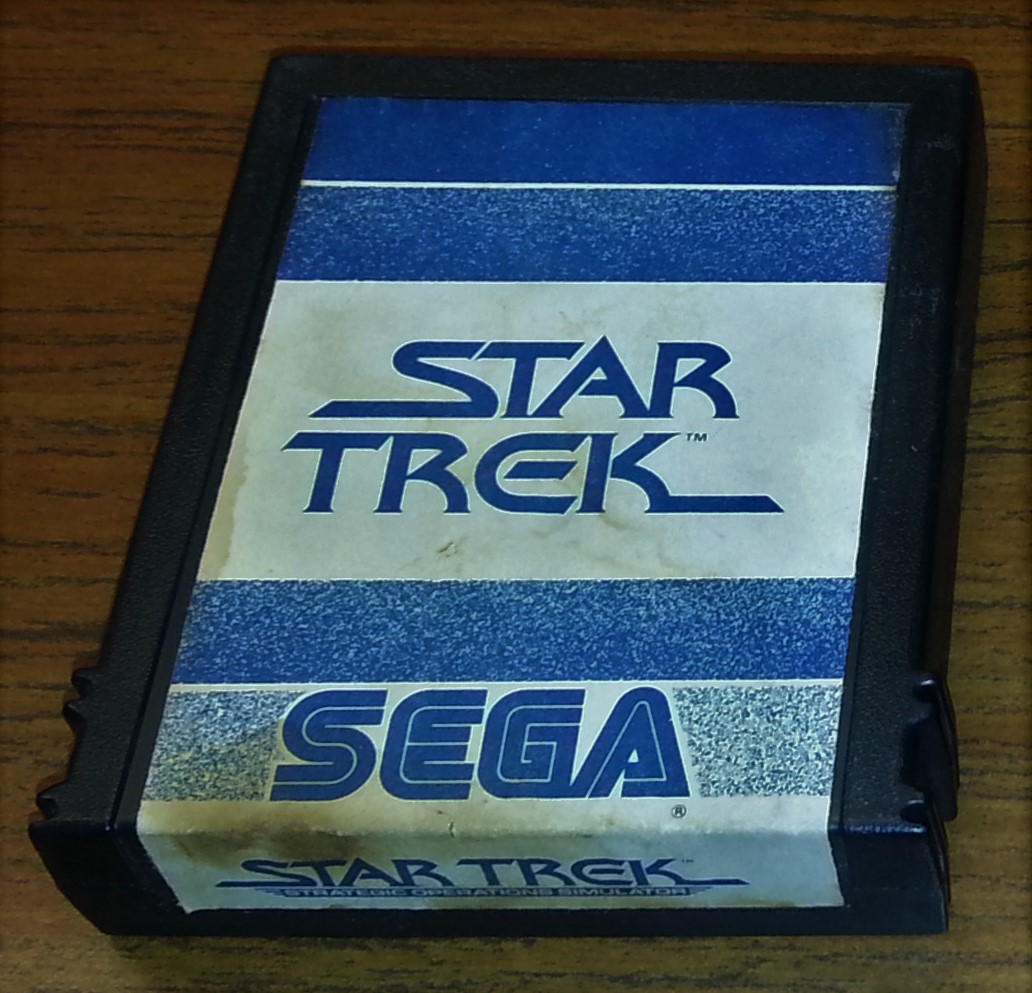 STAR
TREK™
SEGA®
STAR TREK™
STRATEGIC OPERATIONS SIMULATOR